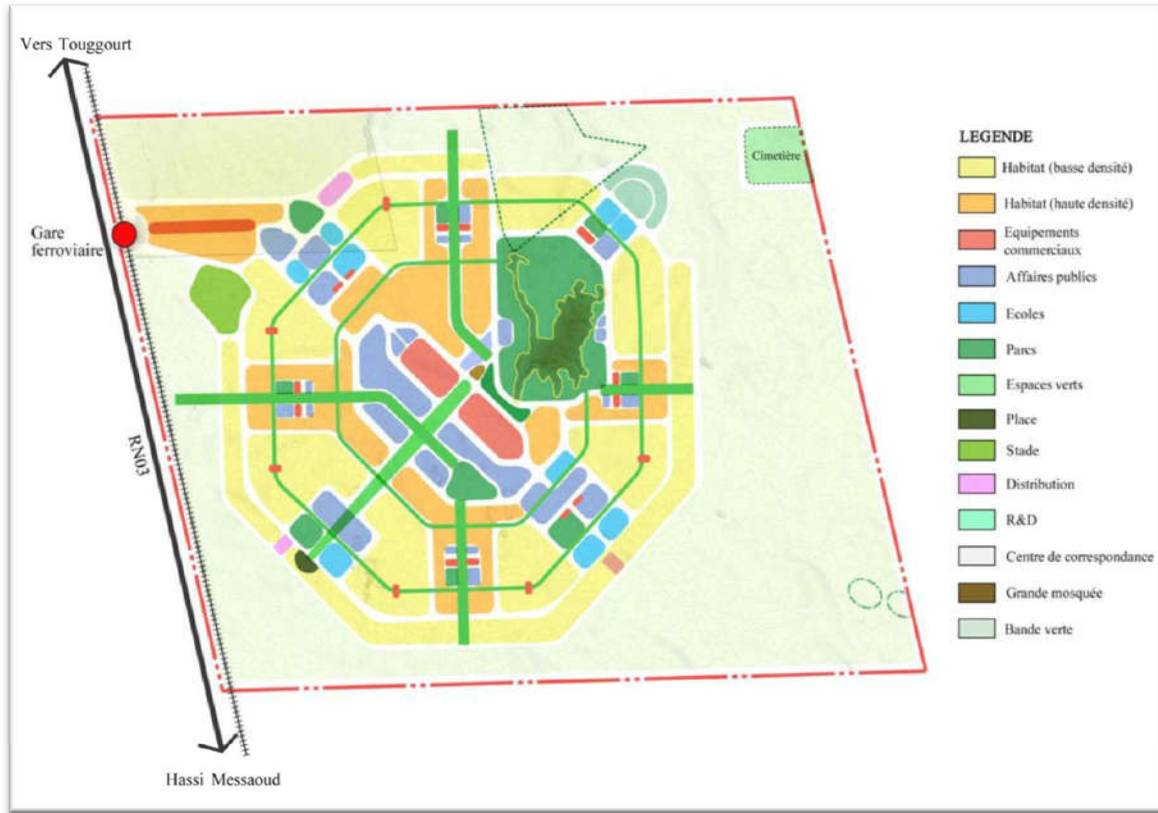 Vers Touggourt
Gare
ferroviaire
RN03
Hassi Messaoud
Cimetière
LEGENDE
Habitat (basse densité)
Habitat (haute densité)
Equipements
commerciaux
Affaires publics
Ecoles
Parcs
Espaces verts
Place
Stade
Distribution
R&D
Centre de correspondance
Grande mosquée
Bande verte